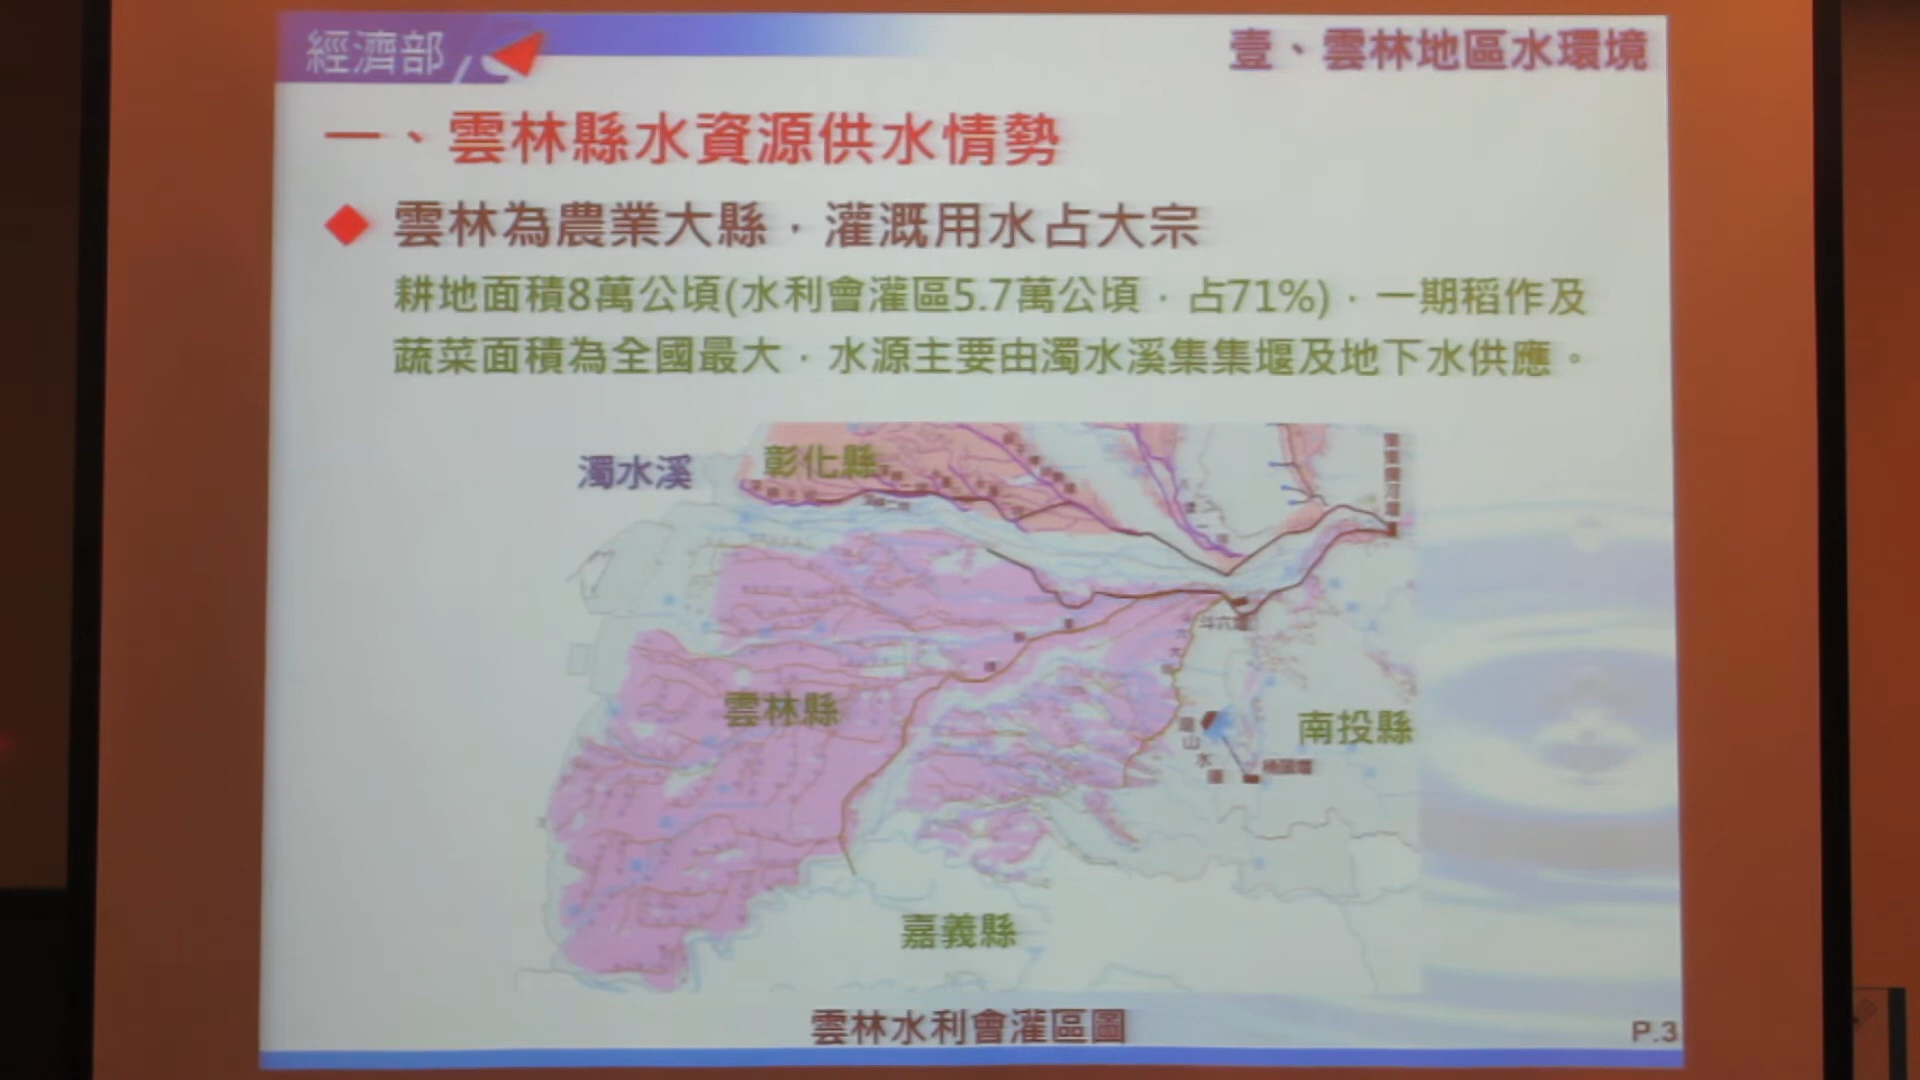 經濟部
壹、雲林地區水環境
一、雲林縣水資源供水情勢
雲林為農業大縣，灌溉用水占大宗
耕地面積8萬公頃(水利會灌區5.7萬公頃，占71%)，一期稻作及
蔬菜面積為全國最大，水源主要由濁水溪集集堰及地下水供應。
濁水溪
彰化縣
斗六堰
雲林縣
南投縣
嘉義縣
雲林水利會灌區圖
P.3